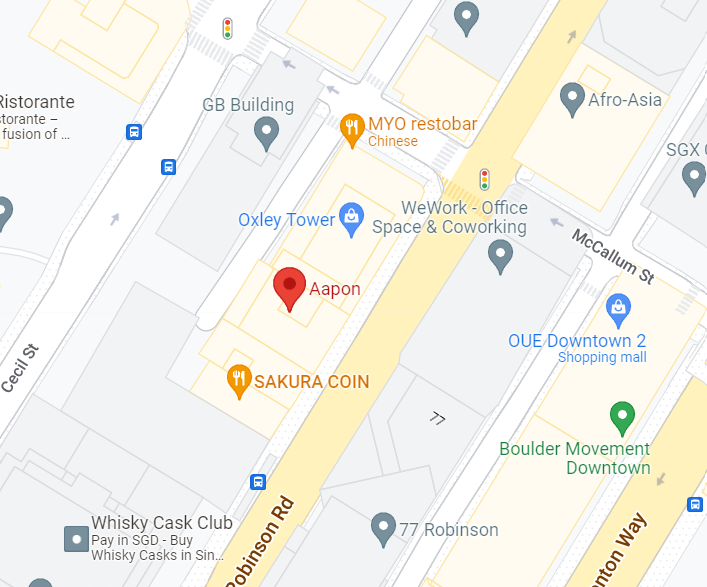 Ristorante
storante –
fusion of ...
GB Building
MYO restobar
Chinese
Afro-Asia
SGX
Oxley Tower
WeWork - Office
Space & Coworking
McCallum St
Aapon
OUE Downtown 2
Shopping mall
Cecil St
SAKURA COIN
77
Boulder Movement
Downtown
Whisky Cask Club
Pay in SGD - Buy
Whisky Casks in Sin...
77 Robinson
Robinson Rd
enton Way